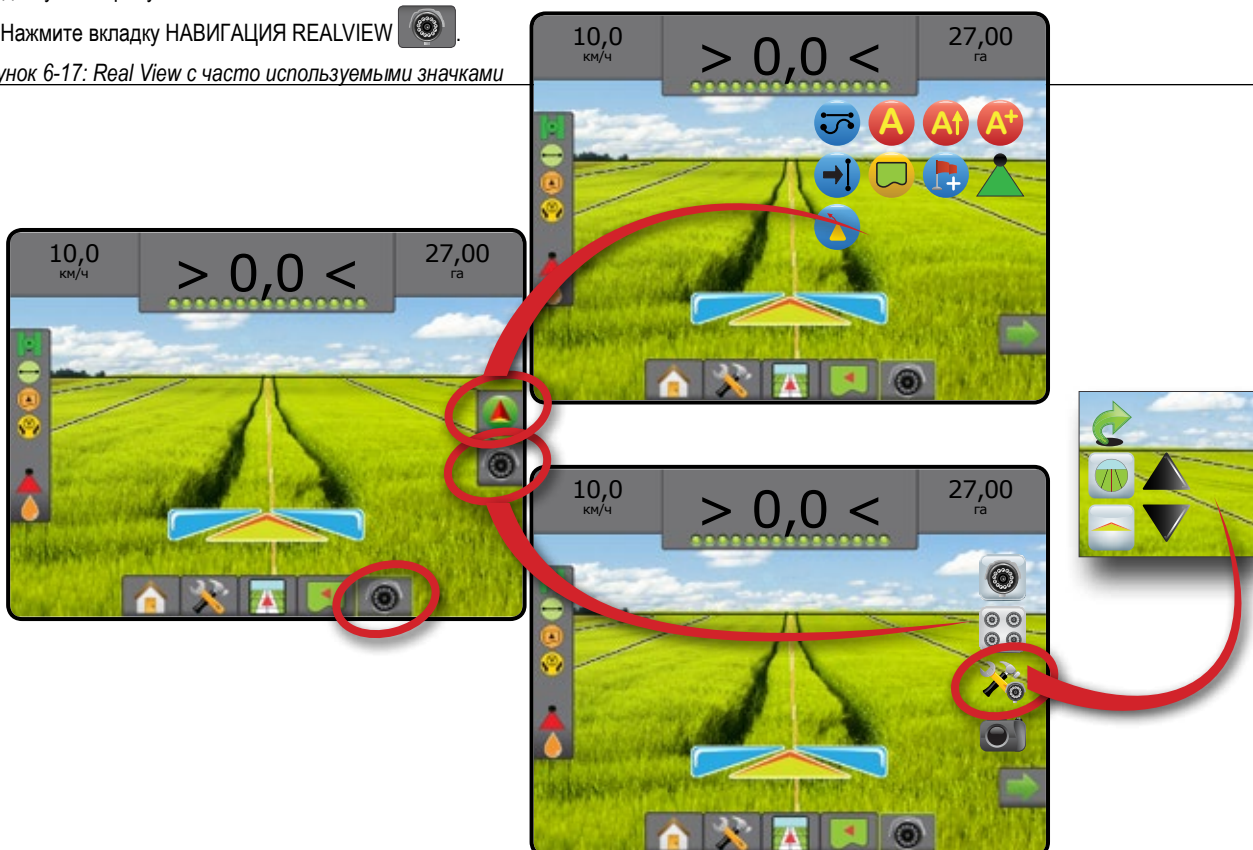 Нажмите вкладку НАВИГАЦИЯ REALVIEW .
6-17: Real View с часто используемыми значками
10,0
км/ч
> 0,0 <
27,00
га
A
A
A+
10,0
км/ч
> 0,0 <
27,00
га
10,0
км/ч
> 0,0 <
27,00
га